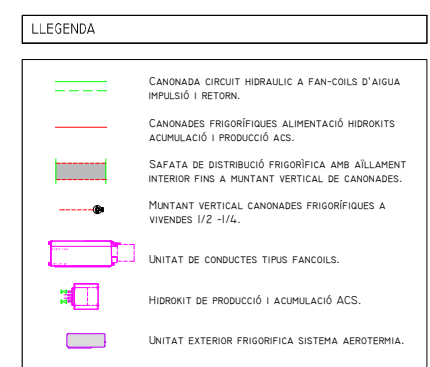 LLEGENDA
CANONADA CIRCUIT HIDRAULIC A FAN-COILS D'AIGUA
IMPULSIÓ I RETORN.
CANONADES FRIGORÍFIQUES ALIMENTACIÓ HIDROKITS
ACUMULACIÓ I PRODUCCIÓ ACS.
SAFATA DE DISTRIBUCIÓ FRIGORÌFICA AMB AÏLLAMENT
INTERIOR FINS A MUNTANT VERTICAL DE CANONADES.
MUNTANT VERTICAL CANONADES FRIGORÍFIQUES A
VIVENDES 1/2 -1/4.
UNITAT DE CONDUCTES TIPUS FANCOILS.
HIDROKIT DE PRODUCCIÓ I ACUMULACIÓ ACS.
UNITAT EXTERIOR FRIGORIFICA SISTEMA AEROTERMIA.